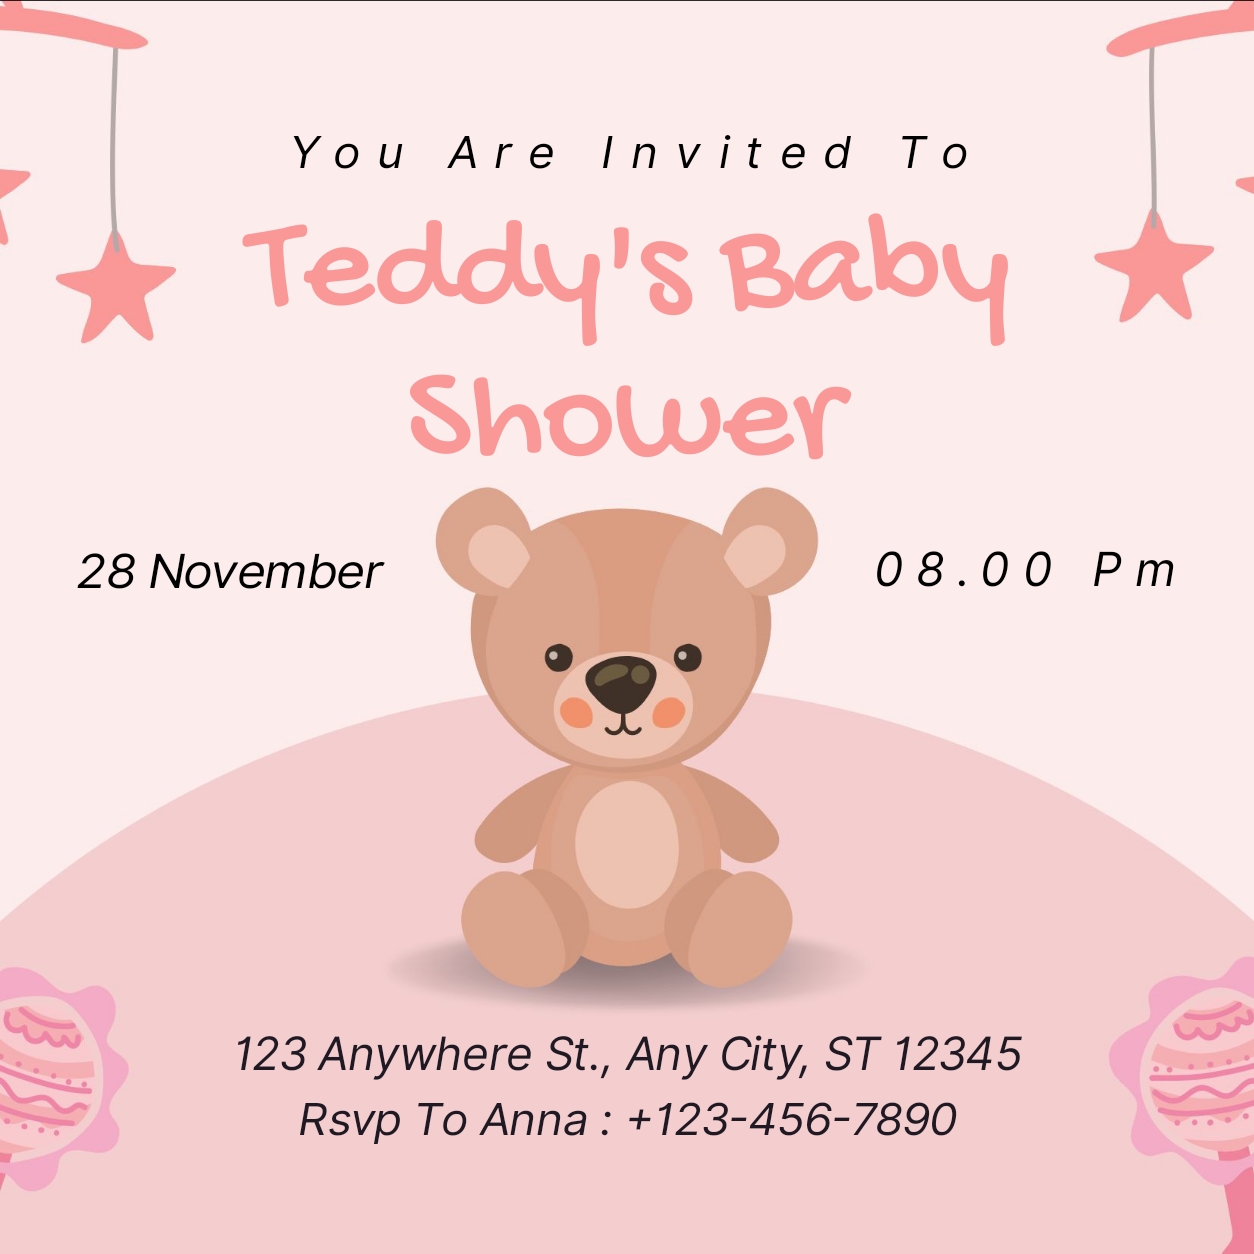 You Are Invited To
Teddy's Baby
Shower
28 November
08.00 Pm
123 Anywhere St., Any City, ST 12345
Rsvp To Anna : +123-456-7890